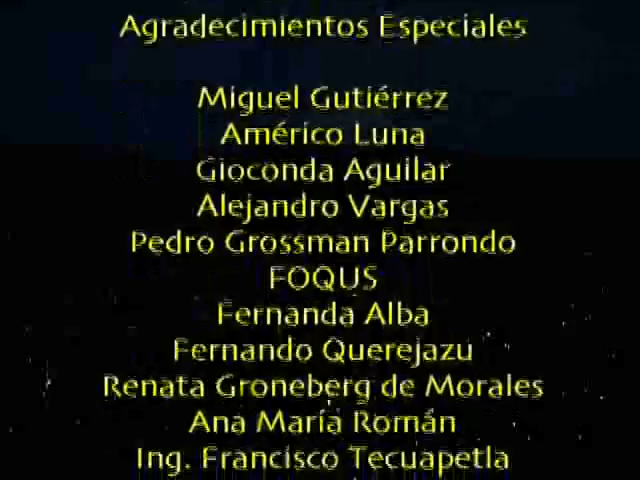 Agradecimientos Especiales
Miguel Gutiérrez
Américo Luna
Gioconda Aguilar
Alejandro Vargas
Pedro Grossman Parrondo
FOQUS
Fernanda Alba
Fernando Querejazu
Renata Groneberg de Morales
Ana María Román
Ing. Francisco Tecuapetla